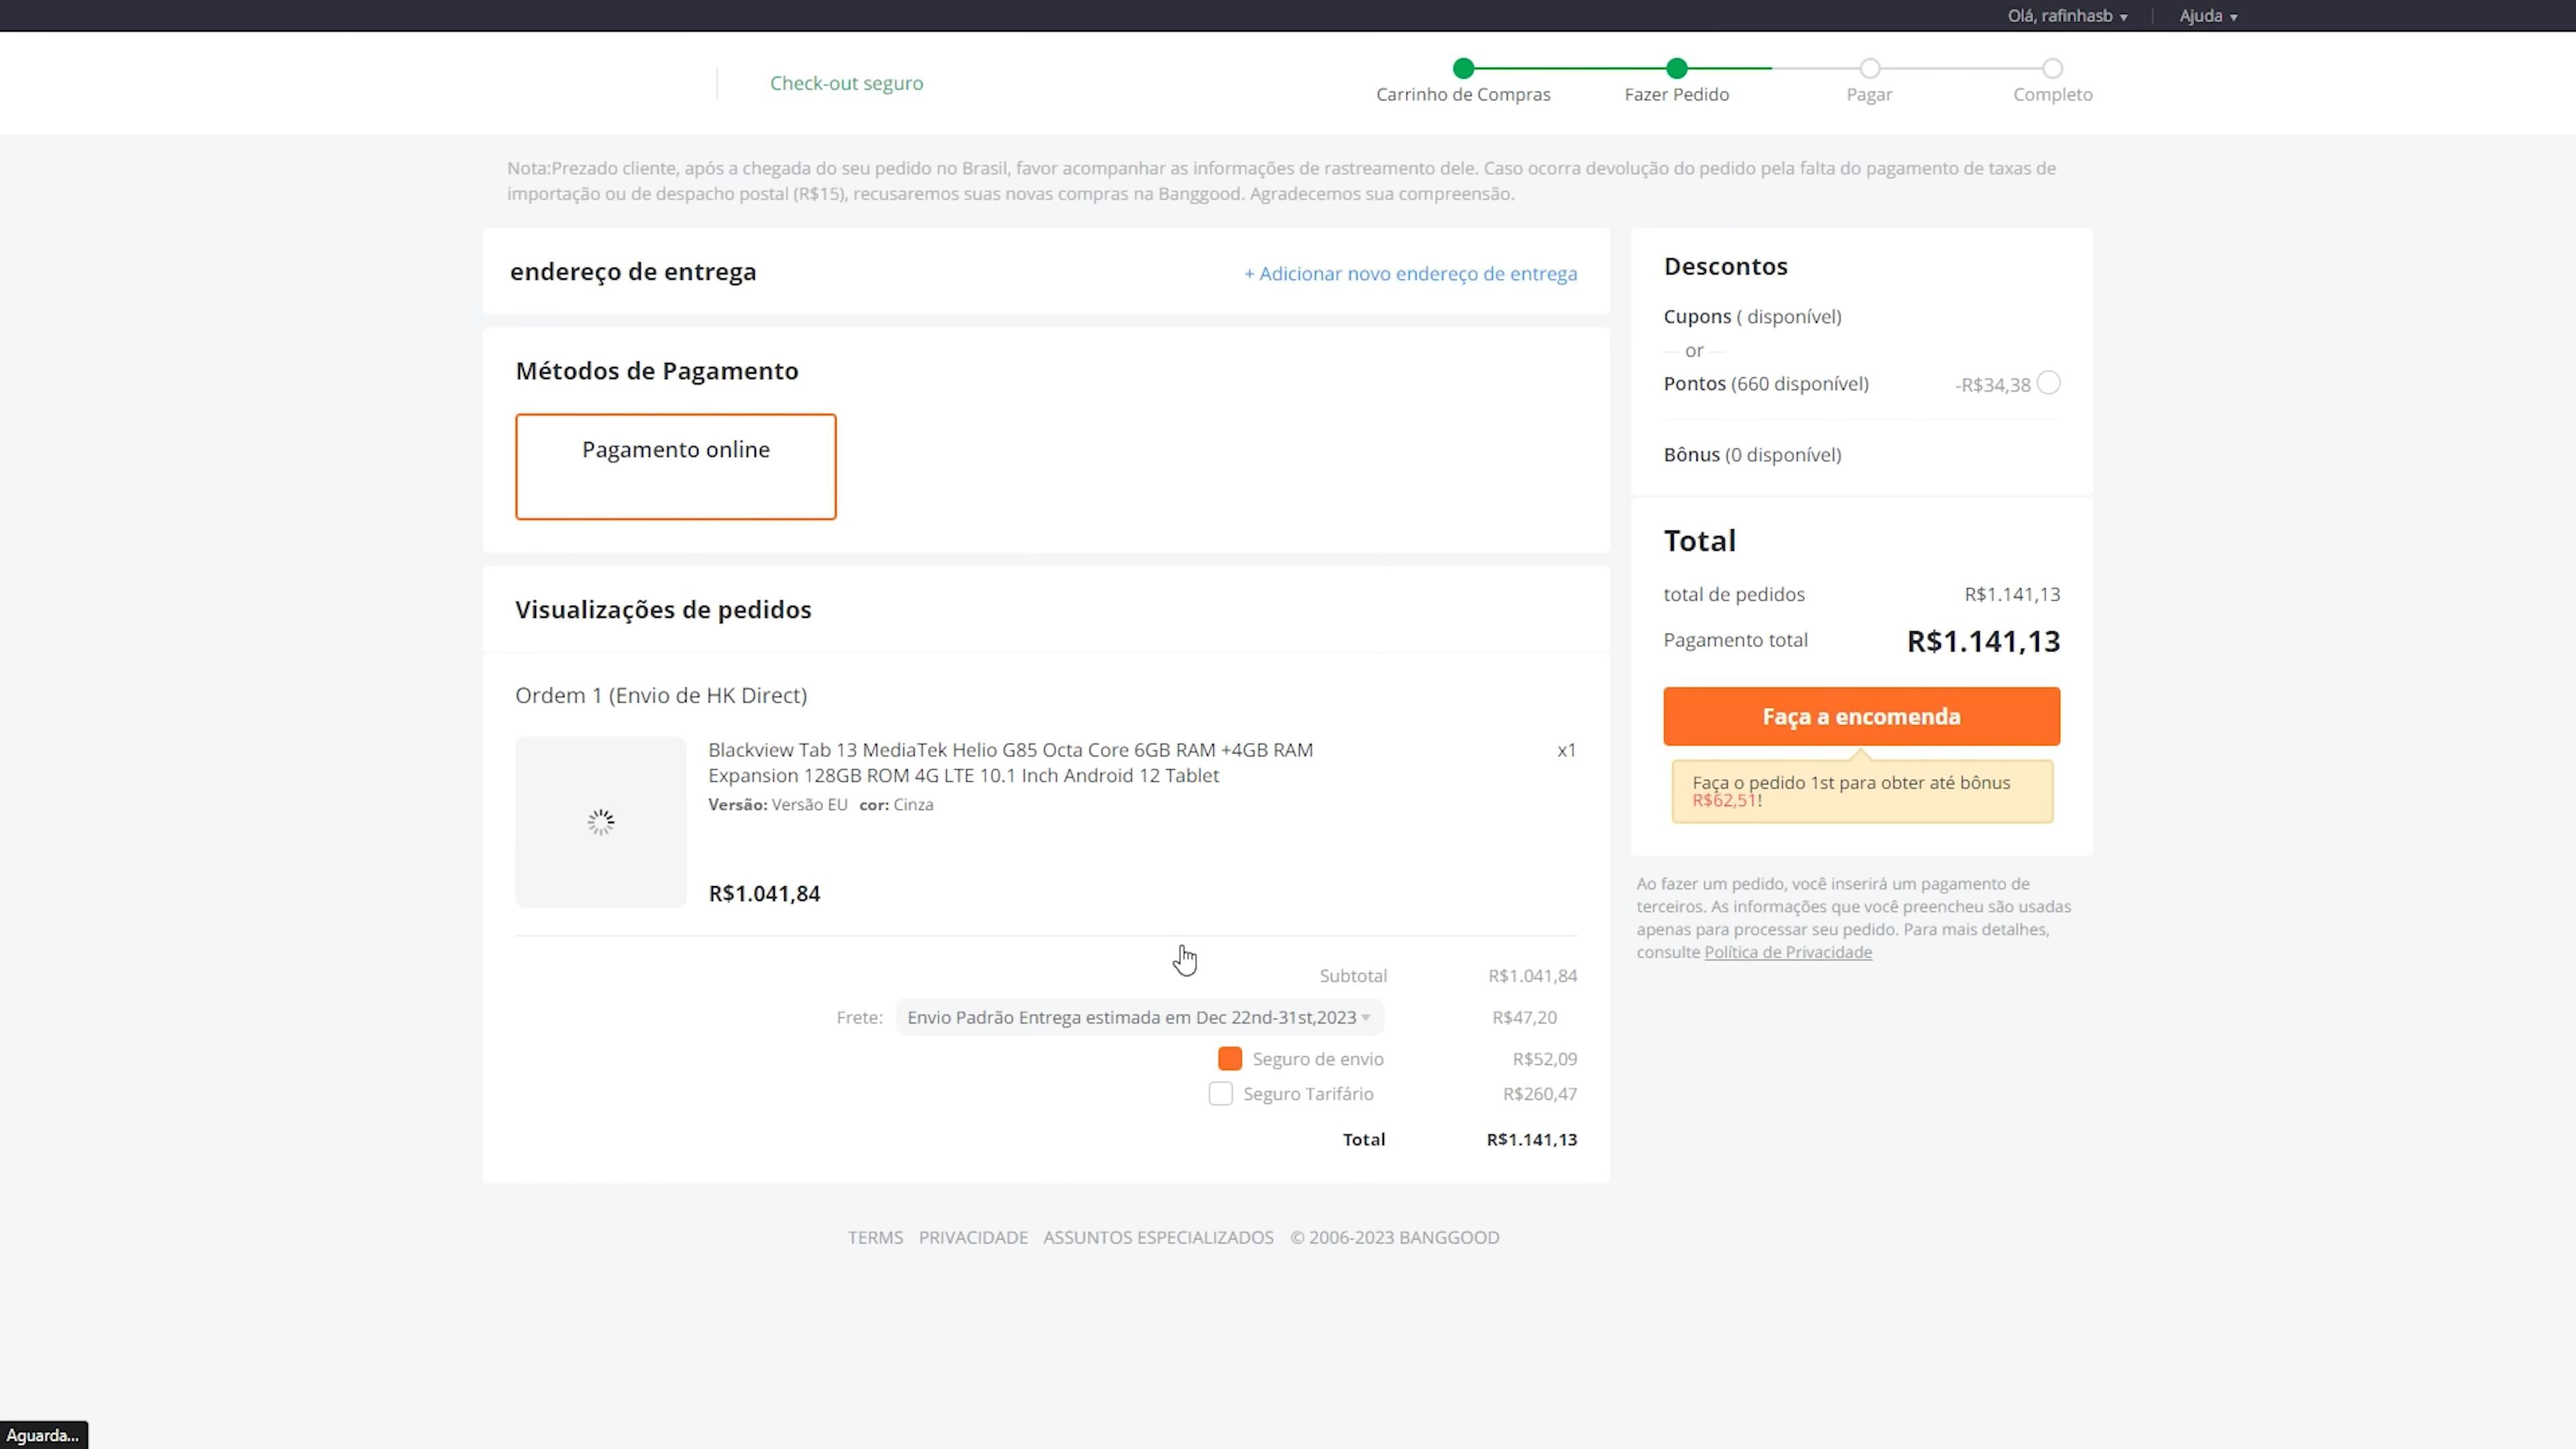 Olá, rafinhasb
Ajuda
Check-out seguro
Carrinho de Compras
Fazer Pedido
Pagar
Completo
Nota:Prezado cliente, após a chegada do seu pedido no Brasil, favor acompanhar as informações de rastreamento dele. Caso ocorra devolução do pedido pela falta do pagamento de taxas de
importação ou de despacho postal (R$15), recusaremos suas novas compras na Banggood. Agradecemos sua compreensão.
endereço de entrega
+ Adicionar novo endereço de entrega
Métodos de Pagamento
Pagamento online
Visualizações de pedidos
Ordem 1 (Envio de HK Direct)
Blackview Tab 13 MediaTek Helio G85 Octa Core 6GB RAM +4GB RAM
Expansion 128GB ROM 4G LTE 10.1 Inch Android 12 Tablet
x1
Versão: Versão EU cor: Cinza
R$1.041,84
Subtotal R$1.041,84
Frete: Envio Padrão Entrega estimada em Dec 22nd-31st,2023 R$47,20
Seguro de envio R$52,09
Seguro Tarifário R$260,47
Total R$1.141,13
Descontos
Cupons ( disponível)
or
Pontos (660 disponível) -R$34,38
Bônus (0 disponível)
Total
total de pedidos R$1.141,13
Pagamento total R$1.141,13
Faça a encomenda
Faça o pedido 1st para obter até bônus
R$62,51!
Ao fazer um pedido, você inserirá um pagamento de
terceiros. As informações que você preencheu são usadas
apenas para processar seu pedido. Para mais detalhes,
consulte Política de Privacidade
TERMS PRIVACIDADE ASSUNTOS ESPECIALIZADOS © 2006-2023 BANGGOOD
Aguarda...